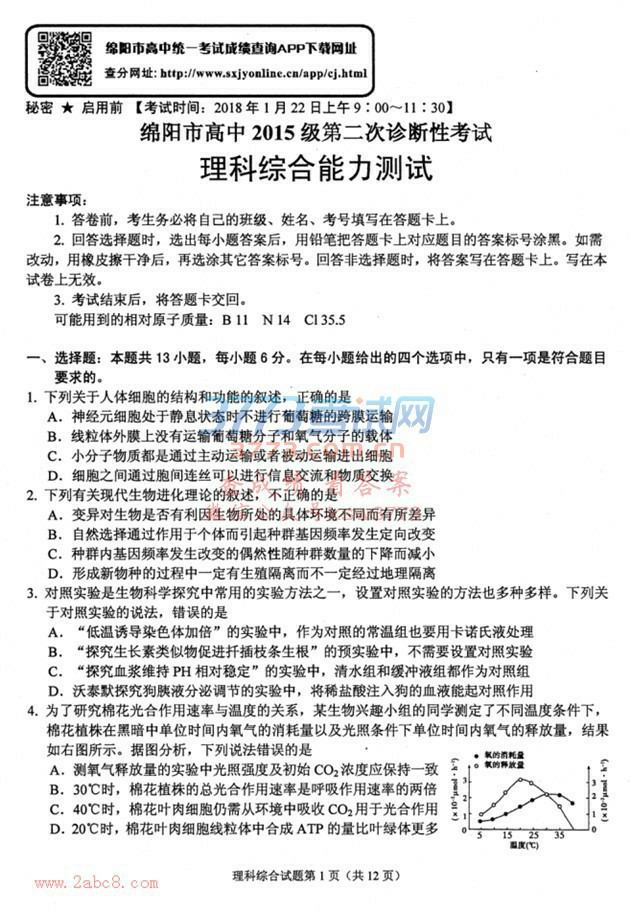 绵阳市高中统一考试成绩查询APP下载网址
查分网址: http://www.sxjyonline.cn/app/cj.html
秘密 ★ 启用前 【考试时间: 2018年1月22日上午9∶00～11∶30】
绵阳市高中2015级第二次诊断性考试
理科综合能力测试
注意事项:
1. 答卷前，考生务必将自己的班级、姓名、考号填写在答题卡上。
2. 回答选择题时，选出每小题答案后，用铅笔把答题卡上对应题目的答案标号涂黑。如需
改动，用橡皮擦干净后，再选涂其它答案标号。回答非选择题时，将答案写在答题卡上。写在本
试卷上无效。
3. 考试结束后，将答题卡交回。
可能用到的相对原子质量: B 11 N 14 Cl 35.5
一、选择题: 本题共13小题，每小题6分。在每小题给出的四个选项中，只有一项是符合题目
要求的。
1. 下列关于人体细胞的结构和功能的叙述，正确的是
A．神经元细胞处于静息状态时不进行葡萄糖的跨膜运输
B．线粒体外膜上没有运输葡萄糖分子和氧气分子的载体
C．小分子物质都是通过主动运输或者被动运输进出细胞
D．细胞之间通过胞间连丝可以进行信息交流和物质交换
2. 下列有关现代生物进化理论的叙述，不正确的是
A．变异对生物是否有利因生物所处的具体环境不同而有所差异
B．自然选择通过作用于个体而引起种群基因频率发生定向改变
C．种群内基因频率发生改变的偶然性随种群数量的下降而减小
D．形成新物种的过程中一定有生殖隔离而不一定经过地理隔离
3. 对照实验是生物科学探究中常用的实验方法之一，设置对照实验的方法也多种多样。下列关
于对照实验的说法，错误的是
A．“低温诱导染色体加倍”的实验中，作为对照的常温组也要用卡诺氏液处理
B．“探究生长素类似物促进扦插枝条生根”的预实验中，不需要设置对照实验
C．“探究血浆维持PH相对稳定”的实验中，清水组和缓冲液组都作为对照组
D．沃泰默探究狗胰液分泌调节的实验中，将稀盐酸注入狗的血液能起对照作用
4. 为了研究棉花光合作用速率与温度的关系，某生物兴趣小组的同学测定了不同温度条件下，
棉花植株在黑暗中单位时间内氧气的消耗量以及光照条件下单位时间内氧气的释放量，结果
如右图所示。据图分析，下列说法错误的是
A．测氧气释放量的实验中光照强度及初始CO₂浓度应保持一致
B．30℃时，棉花植株的总光合作用速率是呼吸作用速率的两倍
C．40℃时，棉花叶肉细胞仍需从环境中吸收CO₂用于光合作用
D．20℃时，棉花叶肉细胞线粒体中合成ATP的量比叶绿体更多
● 氧的消耗量
○ 氧的释放量
3 2 1 0
3 2 1 0
5 15 25 35
温度(℃)
理科综合试题第1页（共12页）
3773考试网
3773.com.cn
www.2abc8.com